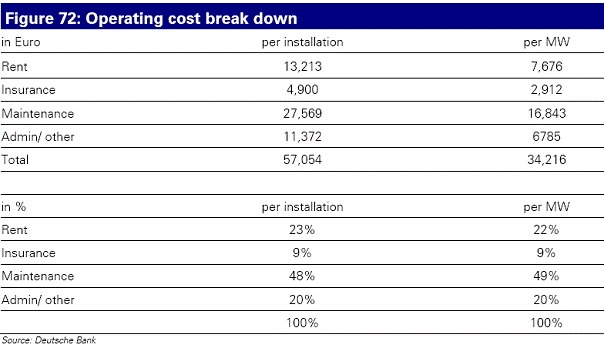 Figure 72: Operating cost break down
in Euro per installation per MW
Rent 13,213 7,676
Insurance 4,900 2,912
Maintenance 27,569 16,843
Admin/ other 11,372 6785
Total 57,054 34,216
in % per installation per MW
Rent 23% 22%
Insurance 9% 9%
Maintenance 48% 49%
Admin/ other 20% 20%
100% 100%
Source: Deutsche Bank